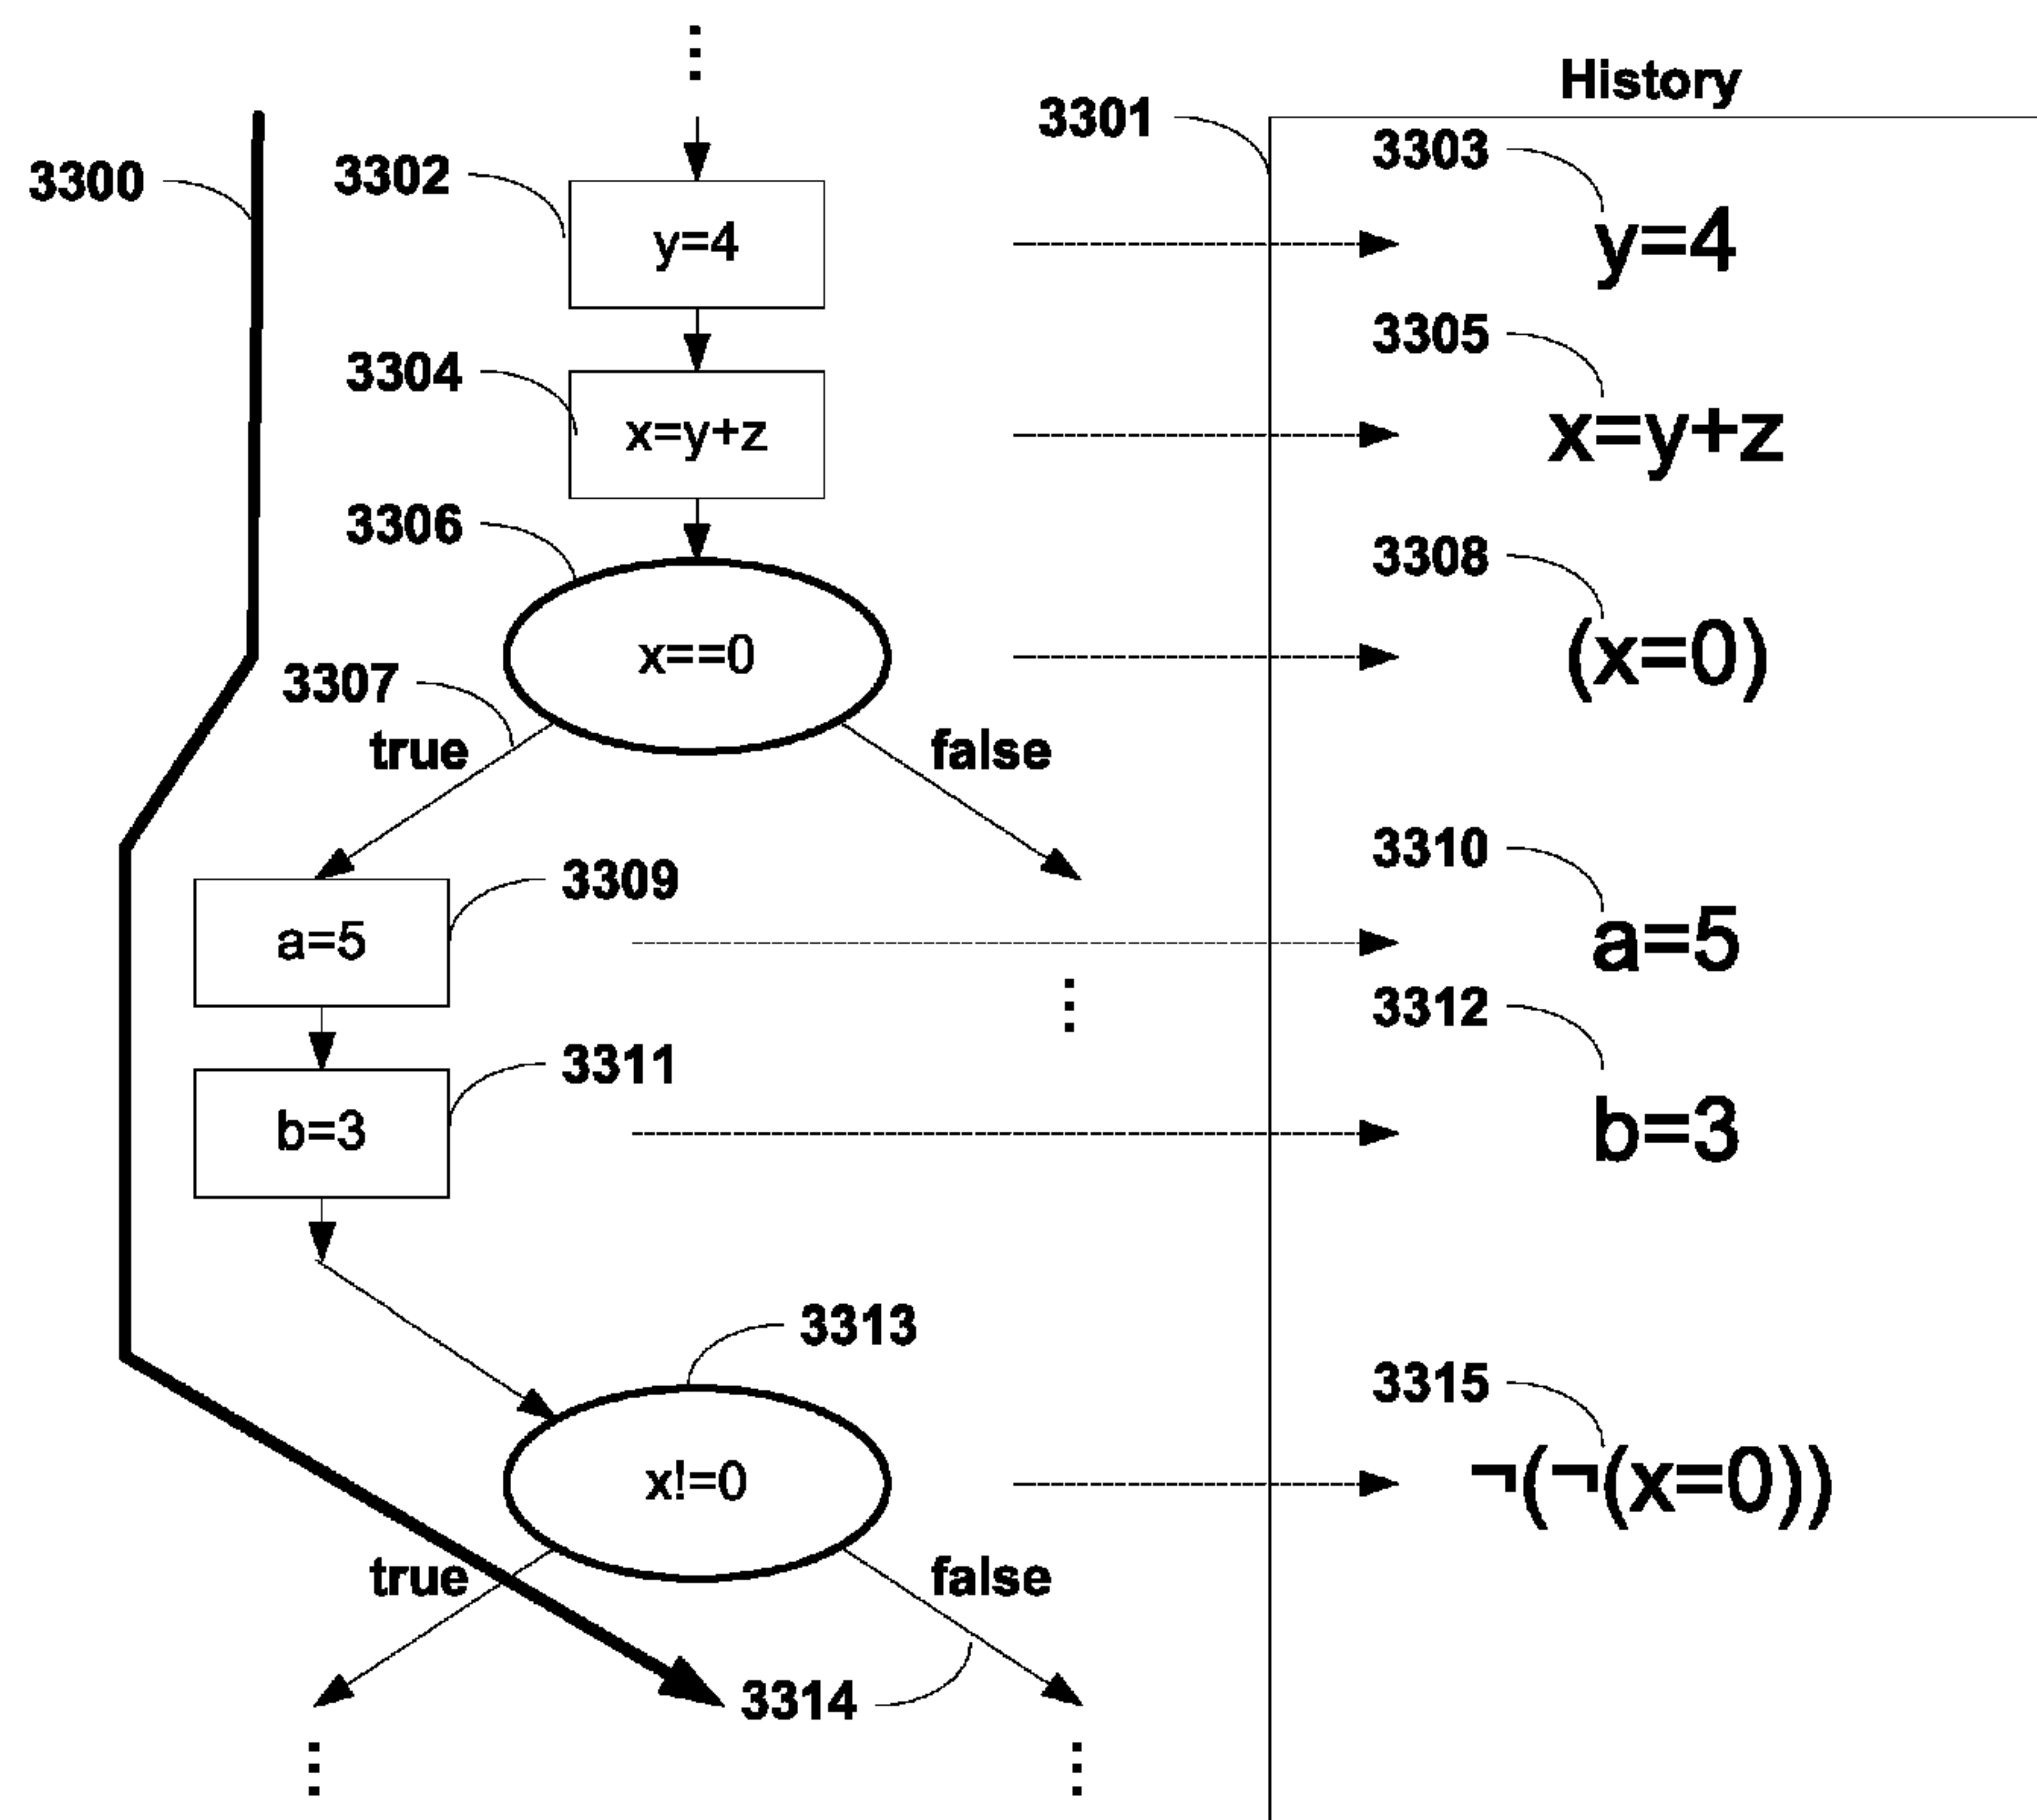 History
3301
3303
3300
3302
y=4
y=4
3305
3304
x=y+z
x=y+z
3306
3308
x==0
(x=0)
3307
true
false
3310
3309
a=5
a=5
3312
3311
b=3
b=3
3313
3315
x!=0
¬(¬(x=0))
true
false
3314